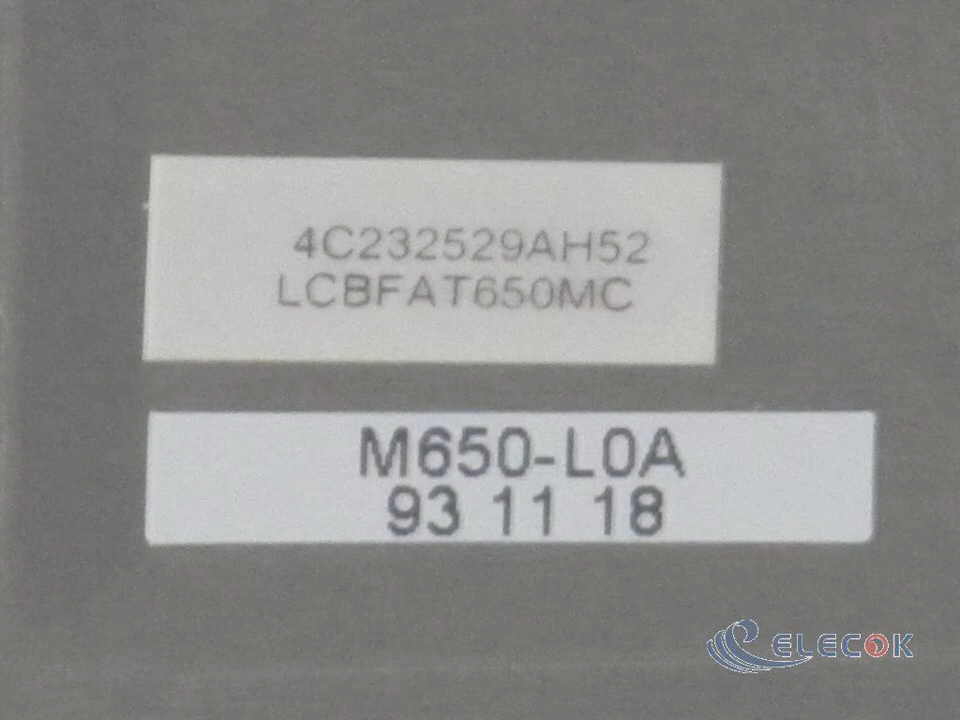 4C232529AH52
LCBFAT650MC
M650-L0A
93 11 18
ELECOK